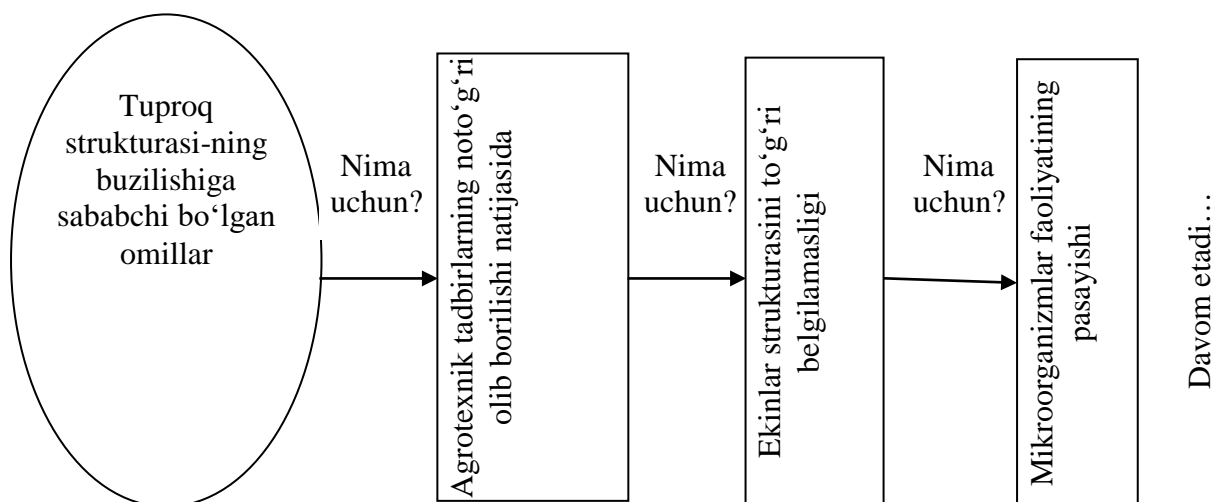 Tuproq
strukturasi-ning
buzilishiga
sababchi bo‘lgan
omillar
Nima
uchun?
Agrotexnik tadbirlarning noto‘g‘ri
olib borilishi natijasida
Nima
uchun?
Ekinlar strukturasini to‘g‘ri
belgilamasligi
Nima
uchun?
Mikroorganizmlar faoliyatining
pasayishi
Davom etadi…